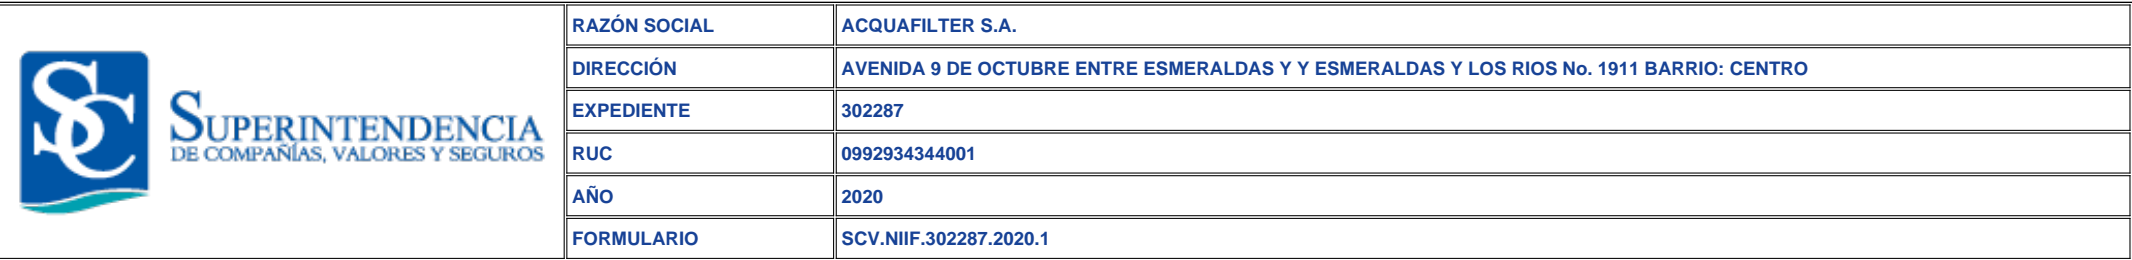 SC
SUPERINTENDENCIA
DE COMPAÑÍAS, VALORES Y SEGUROS
RAZÓN SOCIAL ACQUAFILTER S.A.
DIRECCIÓN AVENIDA 9 DE OCTUBRE ENTRE ESMERALDAS Y Y ESMERALDAS Y LOS RIOS No. 1911 BARRIO: CENTRO
EXPEDIENTE 302287
RUC 0992934344001
AÑO 2020
FORMULARIO SCV.NIIF.302287.2020.1